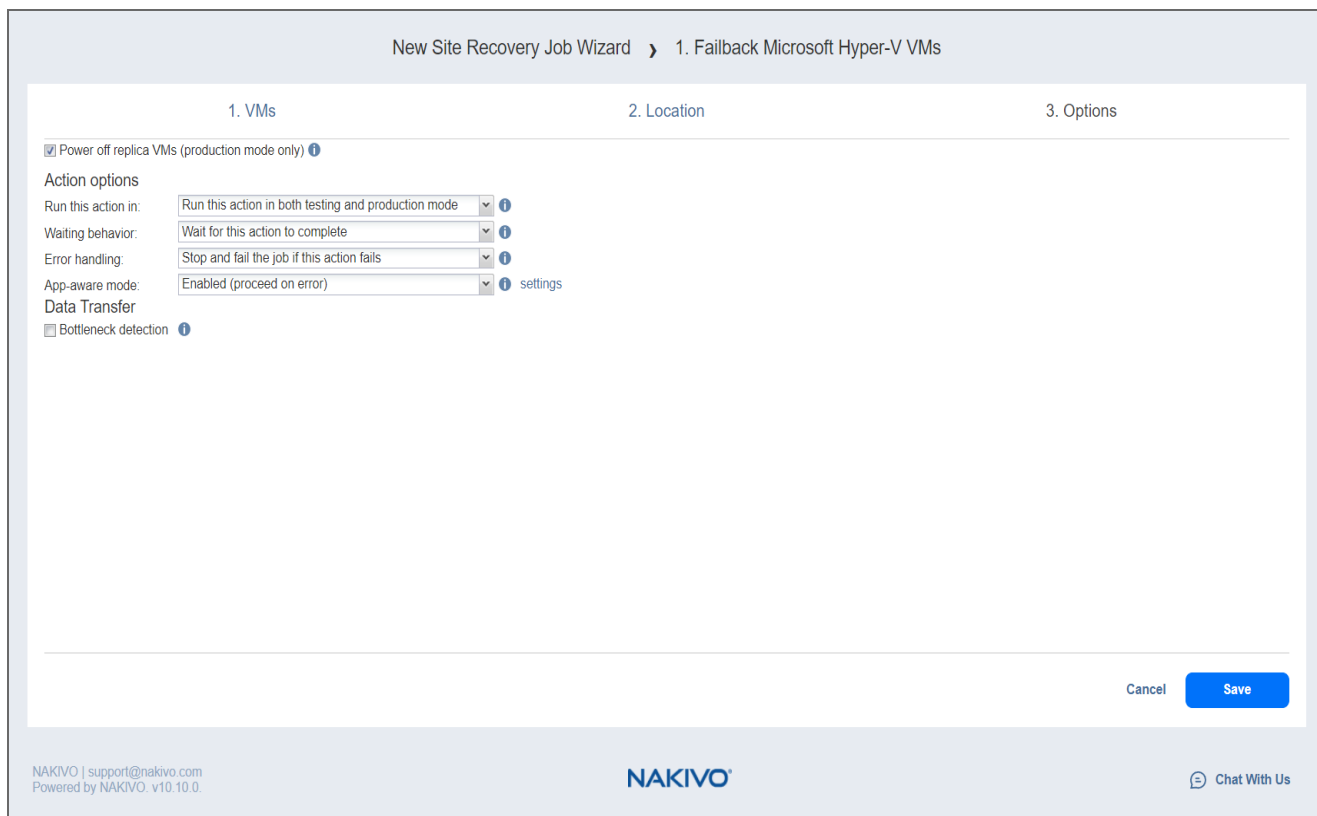 New Site Recovery Job Wizard › 1. Failback Microsoft Hyper-V VMs
1. VMs 2. Location 3. Options
Power off replica VMs (production mode only) i
Action options
Run this action in: Run this action in both testing and production mode i
Waiting behavior: Wait for this action to complete i
Error handling: Stop and fail the job if this action fails i
App-aware mode: Enabled (proceed on error) i settings
Data Transfer
Bottleneck detection i
Cancel Save
NAKIVO | support@nakivo.com
Powered by NAKIVO. v10.10.0.
NAKIVO®
Chat With Us